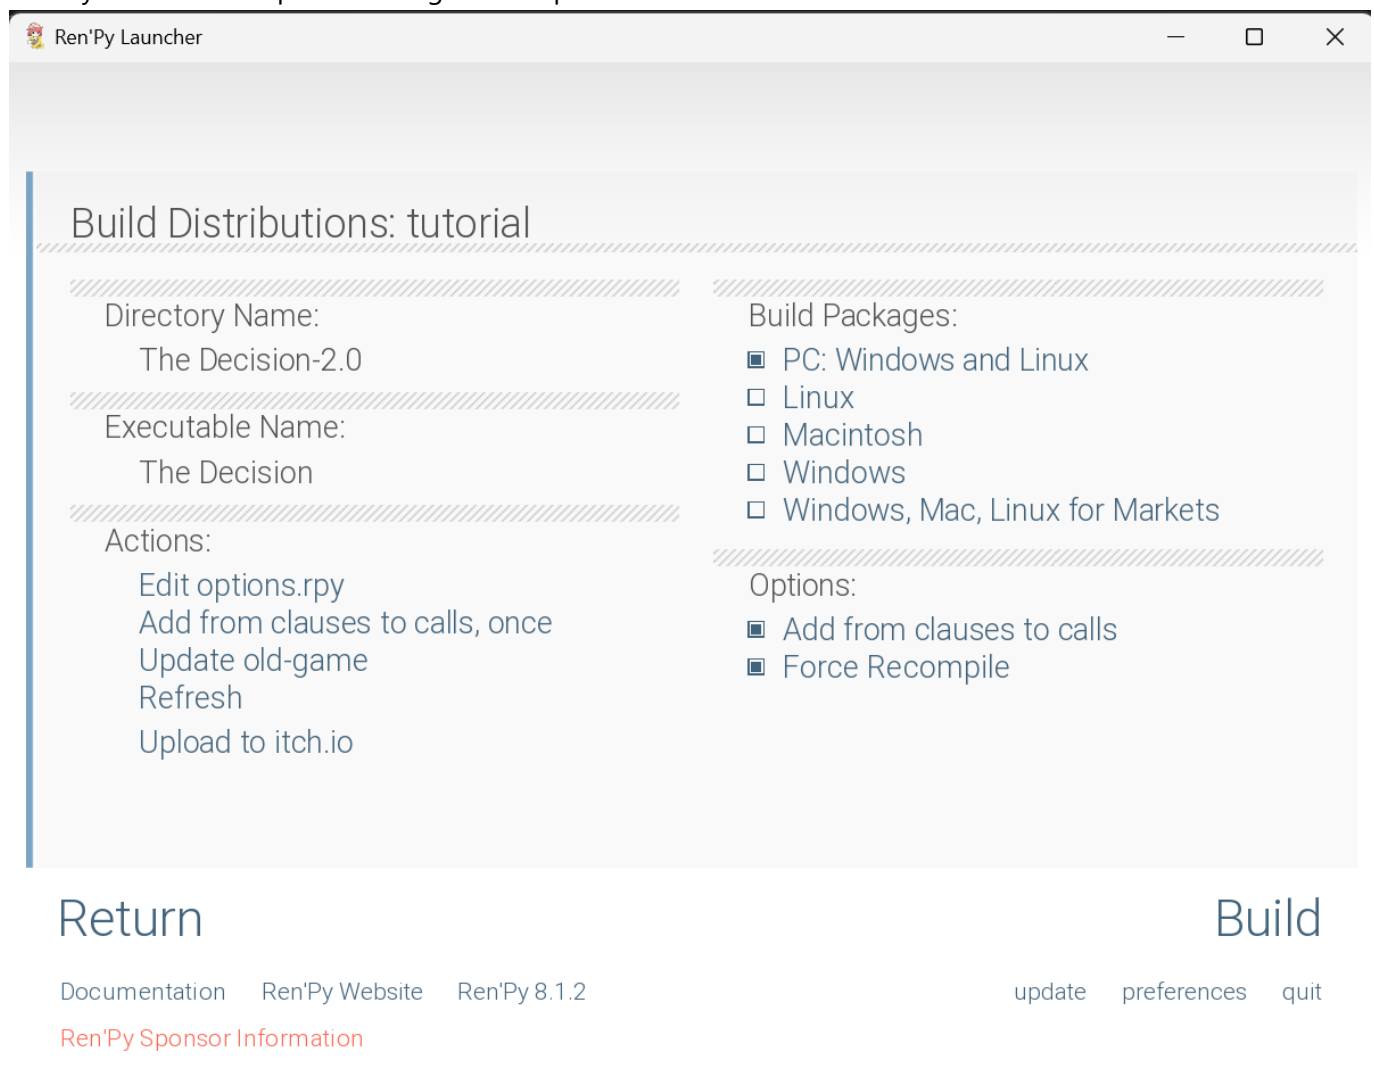 Ren'Py Launcher
Build Distributions: tutorial
Directory Name:
The Decision-2.0
Executable Name:
The Decision
Actions:
Edit options.rpy
Add from clauses to calls, once
Update old-game
Refresh
Upload to itch.io
Build Packages:
PC: Windows and Linux
Linux
Macintosh
Windows
Windows, Mac, Linux for Markets
Options:
Add from clauses to calls
Force Recompile
Return
Build
Documentation Ren'Py Website Ren'Py 8.1.2
update preferences quit
Ren'Py Sponsor Information